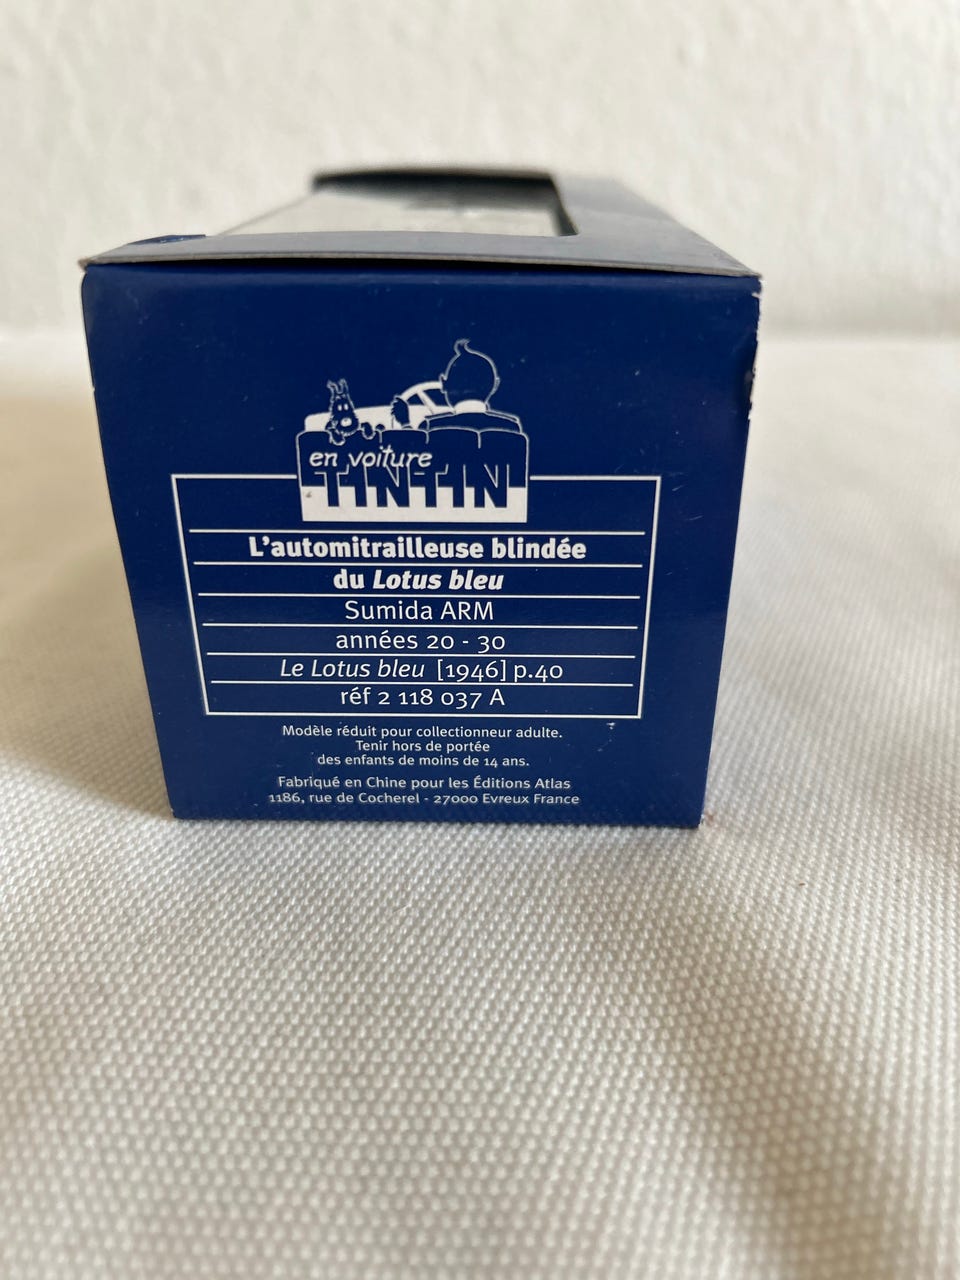 en voiture
TINTIN
L'automitrailleuse blindée
du Lotus bleu
Sumida ARM
années 20 - 30
Le Lotus bleu [1946] p.40
réf 2 118 037 A
Modèle réduit pour collectionneur adulte.
Tenir hors de portée
des enfants de moins de 14 ans.
Fabriqué en Chine pour les Éditions Atlas
1186, rue de Cocherel - 27000 Evreux France